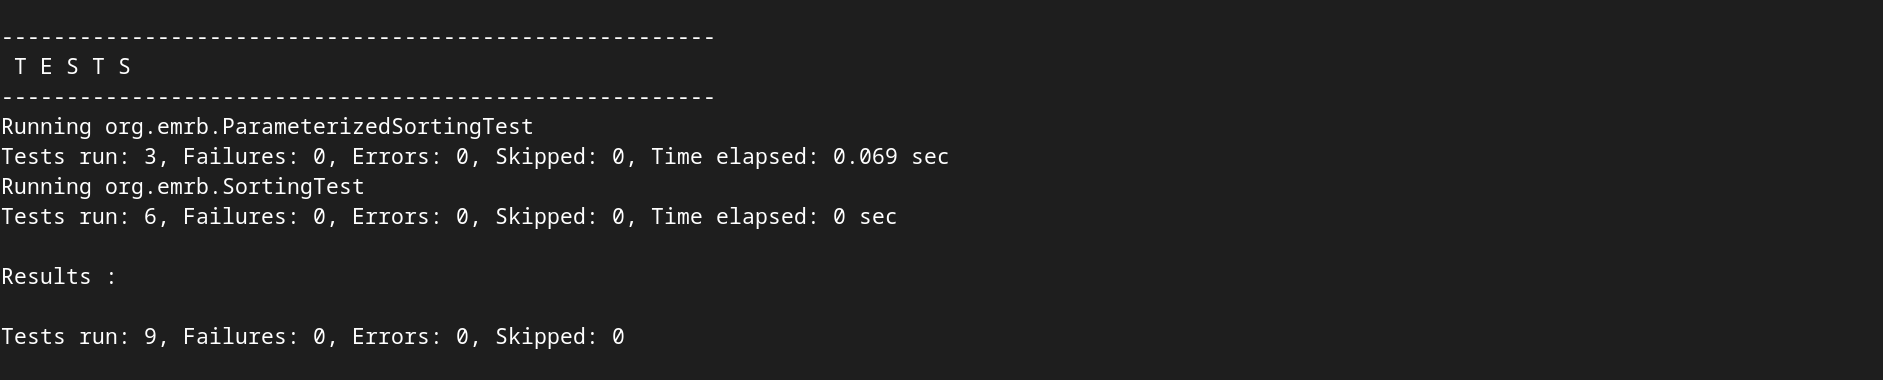 -------------------------------------------------------
T E S T S
-------------------------------------------------------
Running org.emrb.ParameterizedSortingTest
Tests run: 3, Failures: 0, Errors: 0, Skipped: 0, Time elapsed: 0.069 sec
Running org.emrb.SortingTest
Tests run: 6, Failures: 0, Errors: 0, Skipped: 0, Time elapsed: 0 sec
Results :
Tests run: 9, Failures: 0, Errors: 0, Skipped: 0